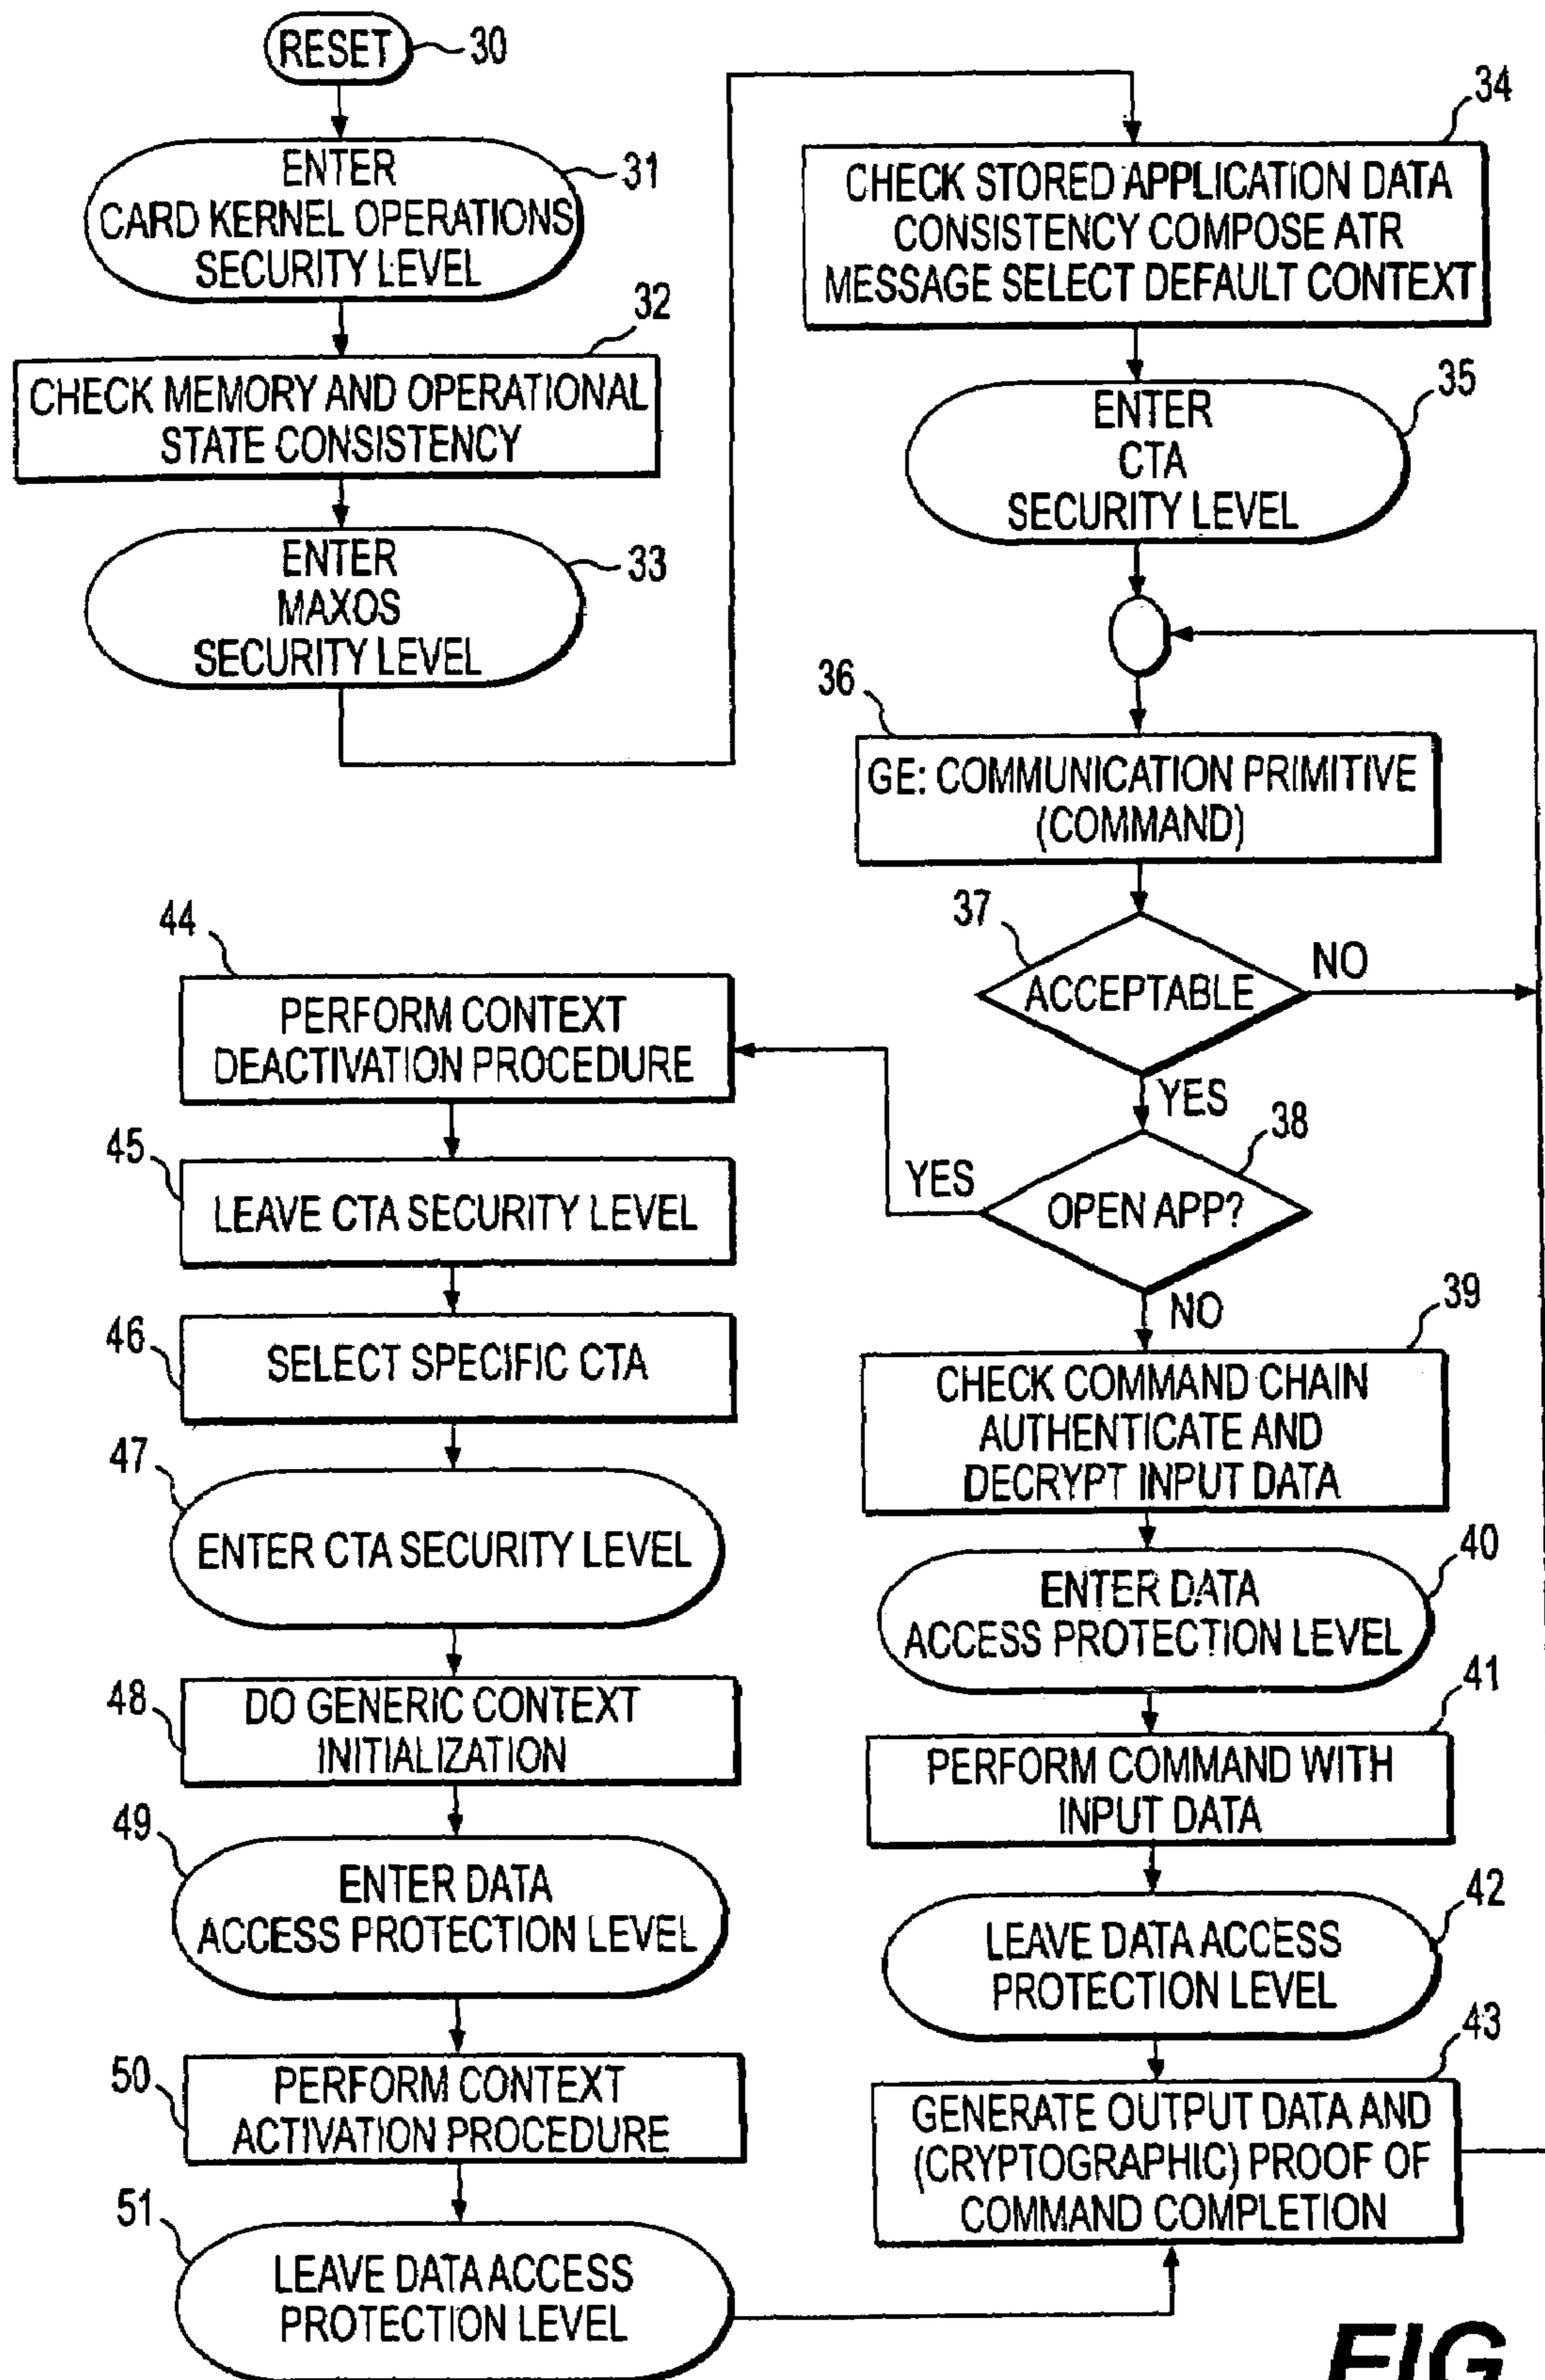 RESET
30
ENTER
CARD KERNEL OPERATIONS
SECURITY LEVEL
31
32
CHECK MEMORY AND OPERATIONAL
STATE CONSISTENCY
ENTER
MAXOS
SECURITY LEVEL
33
34
CHECK STORED APPLICATION DATA
CONSISTENCY COMPOSE ATR
MESSAGE SELECT DEFAULT CONTEXT
35
ENTER
CTA
SECURITY LEVEL
36
GE: COMMUNICATION PRIMITIVE
(COMMAND)
37
ACCEPTABLE
NO
YES
38
OPEN APP?
YES
NO
39
CHECK COMMAND CHAIN
AUTHENTICATE AND
DECRYPT INPUT DATA
40
ENTER DATA
ACCESS PROTECTION LEVEL
41
PERFORM COMMAND WITH
INPUT DATA
42
LEAVE DATA ACCESS
PROTECTION LEVEL
43
GENERATE OUTPUT DATA AND
(CRYPTOGRAPHIC) PROOF OF
COMMAND COMPLETION
44
PERFORM CONTEXT
DEACTIVATION PROCEDURE
45
LEAVE CTA SECURITY LEVEL
46
SELECT SPECIFIC CTA
47
ENTER CTA SECURITY LEVEL
48
DO GENERIC CONTEXT
INITIALIZATION
49
ENTER DATA
ACCESS PROTECTION LEVEL
50
PERFORM CONTEXT
ACTIVATION PROCEDURE
51
LEAVE DATA ACCESS
PROTECTION LEVEL
FIG